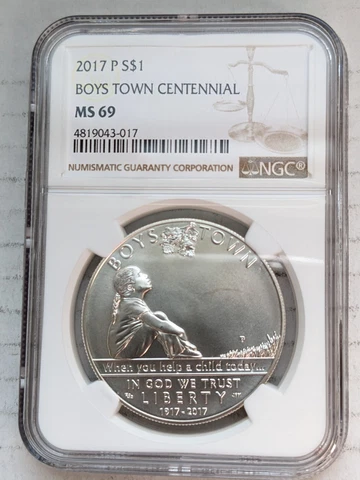 2017 P S$1
BOYS TOWN CENTENNIAL
MS 69
4819043-017
NUMISMATIC GUARANTY CORPORATION
NGC®
BOYS TOWN
P
When you help a child today...
IN GOD WE TRUST
LIBERTY
1917-2017